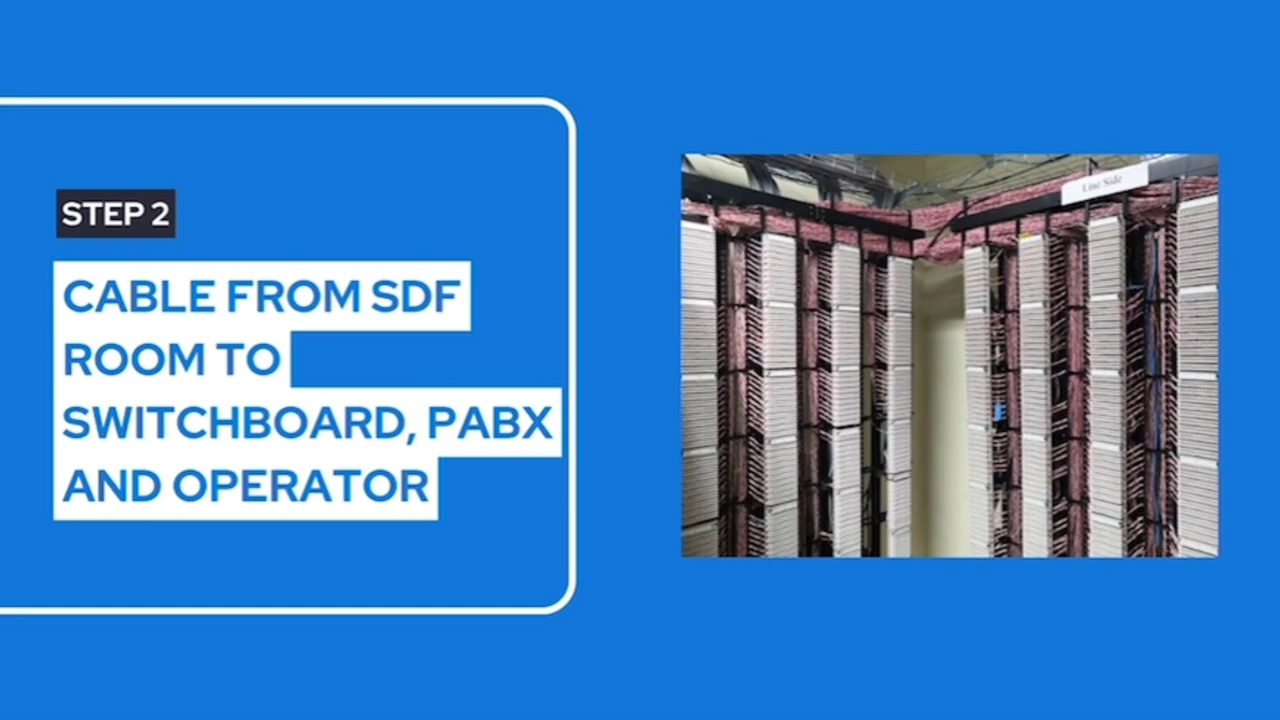 STEP 2
CABLE FROM SDF
ROOM TO
SWITCHBOARD, PABX
AND OPERATOR
Line Side